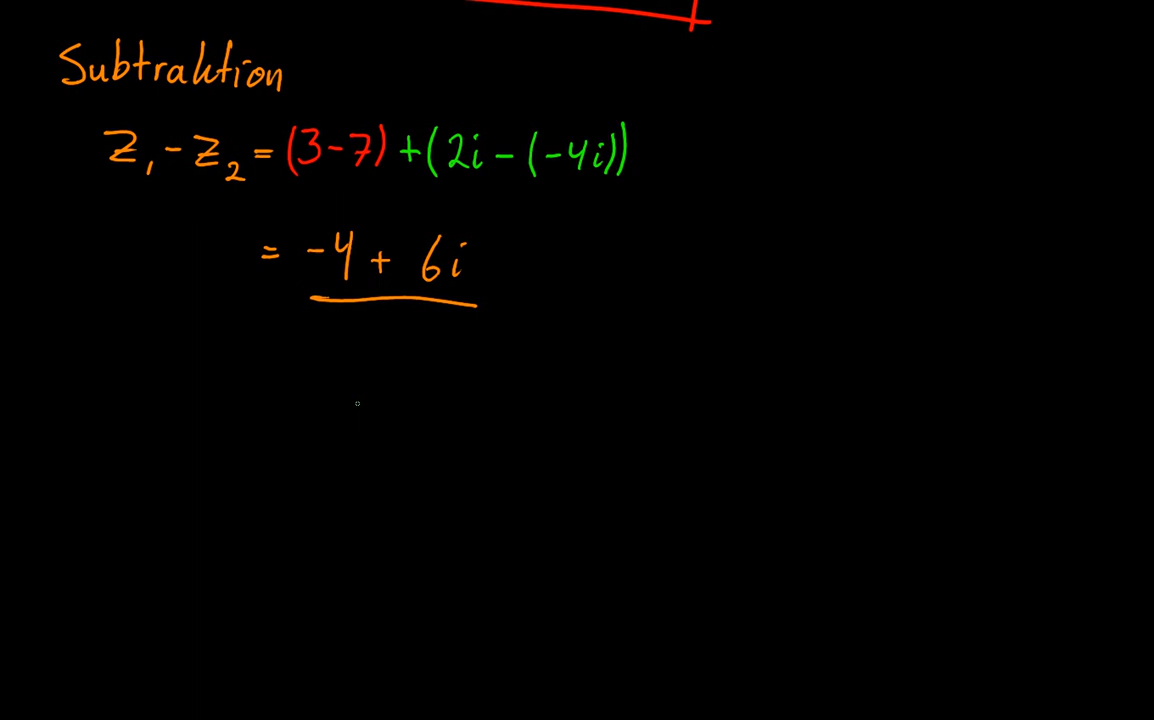 Subtraktion
Z₁ - Z₂ = (3-7) + (2i - (-4i))
= -4 + 6i